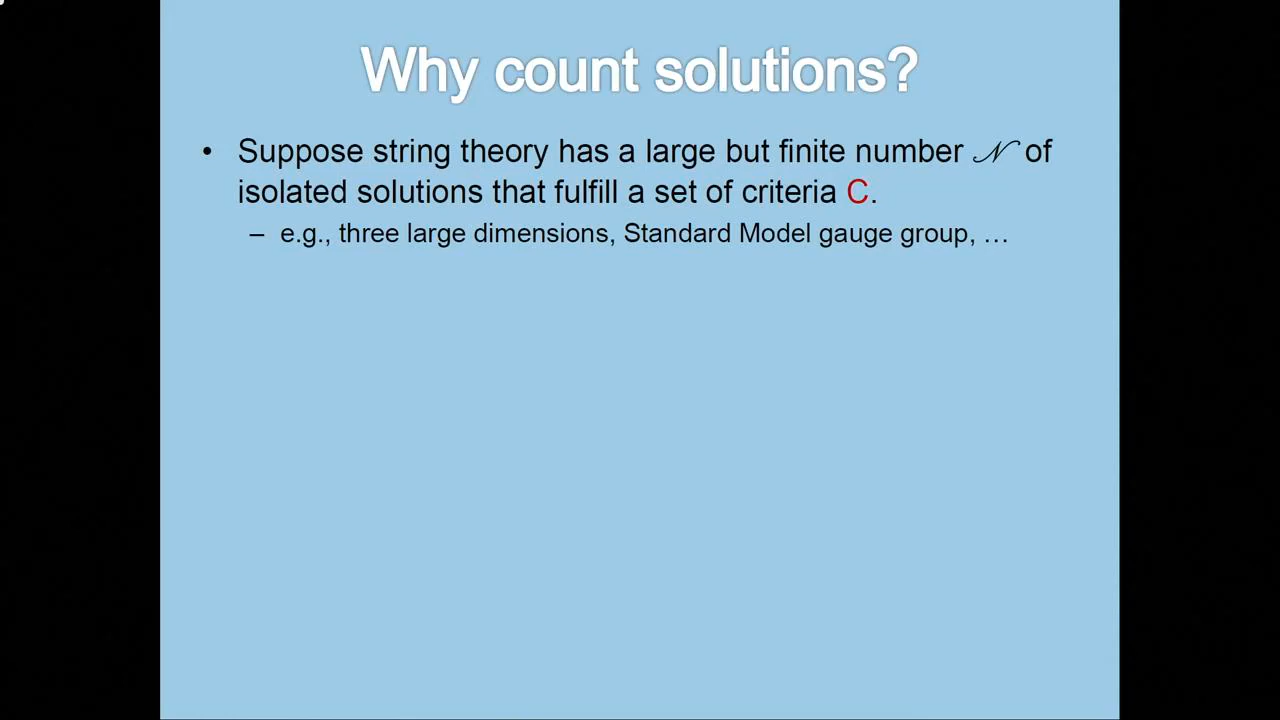 Why count solutions?
• Suppose string theory has a large but finite number 𝒩 of
isolated solutions that fulfill a set of criteria C.
– e.g., three large dimensions, Standard Model gauge group, …